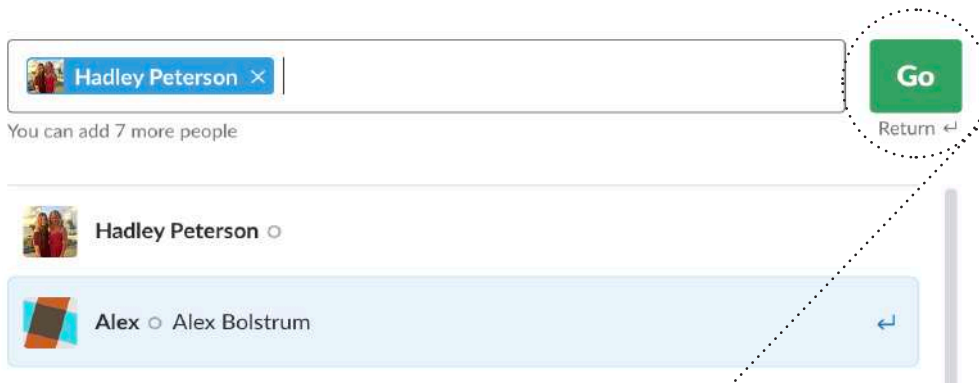 Hadley Peterson ×
Go
You can add 7 more people
Return ↵
Hadley Peterson
Alex Alex Bolstrum ↵